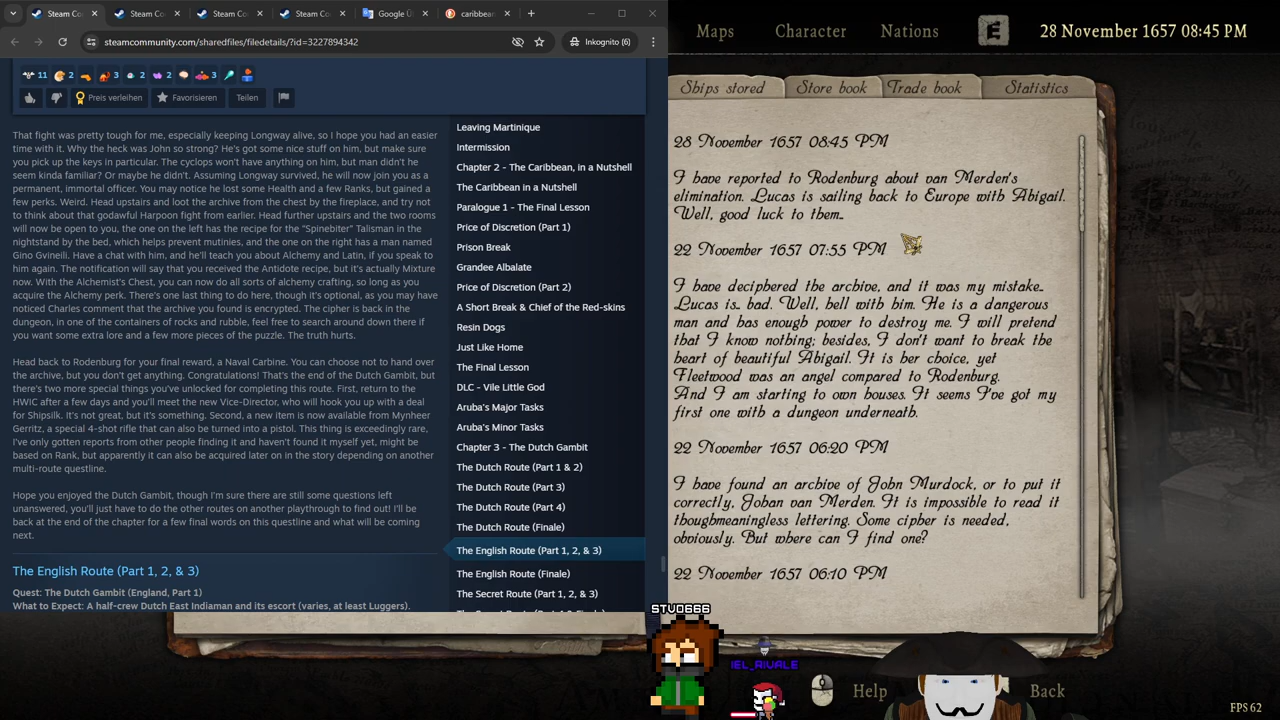 Steam Co
Steam Co
Steam Co
Steam Co
Google Ü
caribbea
steamcommunity.com/sharedfiles/filedetails/?id=3227894342
Inkognito (6)
11
2
3
2
2
3
Preis verleihen
Favorisieren
Teilen
That fight was pretty tough for me, especially keeping Longway alive, so I hope you had an easier
time with it. Why the heck was John so strong? He's got some nice stuff on him, but make sure
you pick up the keys in particular. The cyclops won't have anything on him, but man didn't he
seem kinda familiar? Or maybe he didn't. Assuming Longway survived, he will now join you as a
permanent, immortal officer. You may notice he lost some Health and a few Ranks, but gained a
few perks. Weird. Head upstairs and loot the archive from the chest by the fireplace, and try not
to think about that godawful Harpoon fight from earlier. Head further upstairs and the two rooms
will now be open to you, the one on the left has the recipe for the "Spinebiter" Talisman in the
nightstand by the bed, which helps prevent mutinies, and the one on the right has a man named
Gino Gvineili. Have a chat with him, and he'll teach you about Alchemy and Latin, if you speak to
him again. The notification will say that you received the Antidote recipe, but it's actually Mixture
now. With the Alchemist's Chest, you can now do all sorts of alchemy crafting, so long as you
acquire the Alchemy perk. There's one last thing to do here, though it's optional, as you may have
noticed Charles comment that the archive you found is encrypted. The cipher is back in the
dungeon, in one of the containers of rocks and rubble, feel free to search around down there if
you want some extra lore and a few more pieces of the puzzle. The truth hurts.
Head back to Rodenburg for your final reward, a Naval Carbine. You can choose not to hand over
the archive, but you don't get anything. Congratulations! That's the end of the Dutch Gambit, but
there's two more special things you've unlocked for completing this route. First, return to the
HWIC after a few days and you'll meet the new Vice-Director, who will hook you up with a deal
for Shipsilk. It's not great, but it's something. Second, a new item is now available from Mynheer
Gerritz, a special 4-shot rifle that can also be turned into a pistol. This thing is exceedingly rare,
I've only gotten reports from other people finding it and haven't found it myself yet, might be
based on Rank, but apparently it can also be acquired later on in the story depending on another
multi-route questline.
Hope you enjoyed the Dutch Gambit, though I'm sure there are still some questions left
unanswered, you'll just have to do the other routes on another playthrough to find out! I'll be
back at the end of the chapter for a few final words on this questline and what will be coming
next.
The English Route (Part 1, 2, & 3)
Quest: The Dutch Gambit (England, Part 1)
What to Expect: A half-crew Dutch East Indiaman and its escort (varies, at least Luggers).
Leaving Martinique
Intermission
Chapter 2 - The Caribbean, in a Nutshell
The Caribbean in a Nutshell
Paralogue 1 - The Final Lesson
Price of Discretion (Part 1)
Prison Break
Grandee Albalate
Price of Discretion (Part 2)
A Short Break & Chief of the Red-skins
Resin Dogs
Just Like Home
The Final Lesson
DLC - Vile Little God
Aruba's Major Tasks
Aruba's Minor Tasks
Chapter 3 - The Dutch Gambit
The Dutch Route (Part 1 & 2)
The Dutch Route (Part 3)
The Dutch Route (Part 4)
The Dutch Route (Finale)
The English Route (Part 1, 2, & 3)
The English Route (Finale)
The Secret Route (Part 1, 2, & 3)
Maps
Character
Nations
E
28 November 1657 08:45 PM
Ships stored
Store book
Trade book
Statistics
28 November 1657 08:45 PM
I have reported to Rodenburg about van Merden's
elimination. Lucas is sailing back to Europe with Abigail.
Well, good luck to them...
22 November 1657 07:55 PM
I have deciphered the archive, and it was my mistake...
Lucas is... bad. Well, hell with him. He is a dangerous
man and has enough power to destroy me. I will pretend
that I know nothing; besides, I don't want to break the
heart of beautiful Abigail. It is her choice, yet
Fleetwood was an angel compared to Rodenburg.
And I am starting to own houses. It seems I've got my
first one with a dungeon underneath.
22 November 1657 06:20 PM
I have found an archive of John Murdock, or to put it
correctly, Johan van Merden. It is impossible to read it
thoughmeaningless lettering. Some cipher is needed,
obviously. But where can I find one?
22 November 1657 06:10 PM
STVO666
IEL_RIVALE
Help
Back
FPS 62